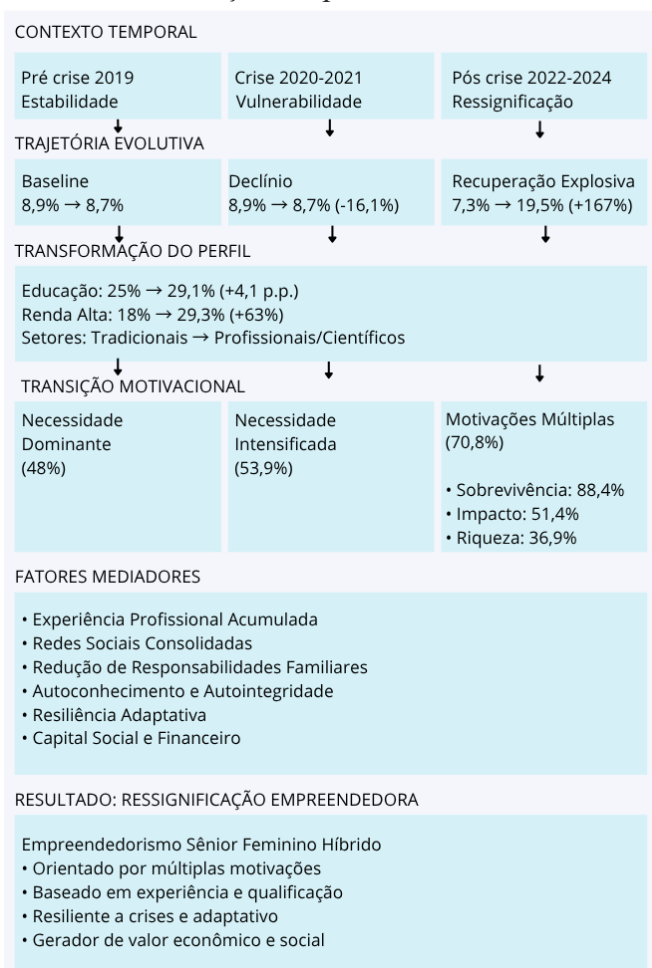 CONTEXTO TEMPORAL
Pré crise 2019
Estabilidade
Crise 2020-2021
Vulnerabilidade
Pós crise 2022-2024
Ressignificação
TRAJETÓRIA EVOLUTIVA
Baseline
8,9% → 8,7%
Declínio
8,9% → 8,7% (-16,1%)
Recuperação Explosiva
7,3% → 19,5% (+167%)
TRANSFORMAÇÃO DO PERFIL
Educação: 25% → 29,1% (+4,1 p.p.)
Renda Alta: 18% → 29,3% (+63%)
Setores: Tradicionais → Profissionais/Científicos
TRANSIÇÃO MOTIVACIONAL
Necessidade
Dominante
(48%)
Necessidade
Intensificada
(53,9%)
Motivações Múltiplas
(70,8%)
• Sobrevivência: 88,4%
• Impacto: 51,4%
• Riqueza: 36,9%
FATORES MEDIADORES
• Experiência Profissional Acumulada
• Redes Sociais Consolidadas
• Redução de Responsabilidades Familiares
• Autoconhecimento e Autointegridade
• Resiliência Adaptativa
• Capital Social e Financeiro
RESULTADO: RESSIGNIFICAÇÃO EMPREENDEDORA
Empreendedorismo Sênior Feminino Híbrido
• Orientado por múltiplas motivações
• Baseado em experiência e qualificação
• Resiliente a crises e adaptativo
• Gerador de valor econômico e social